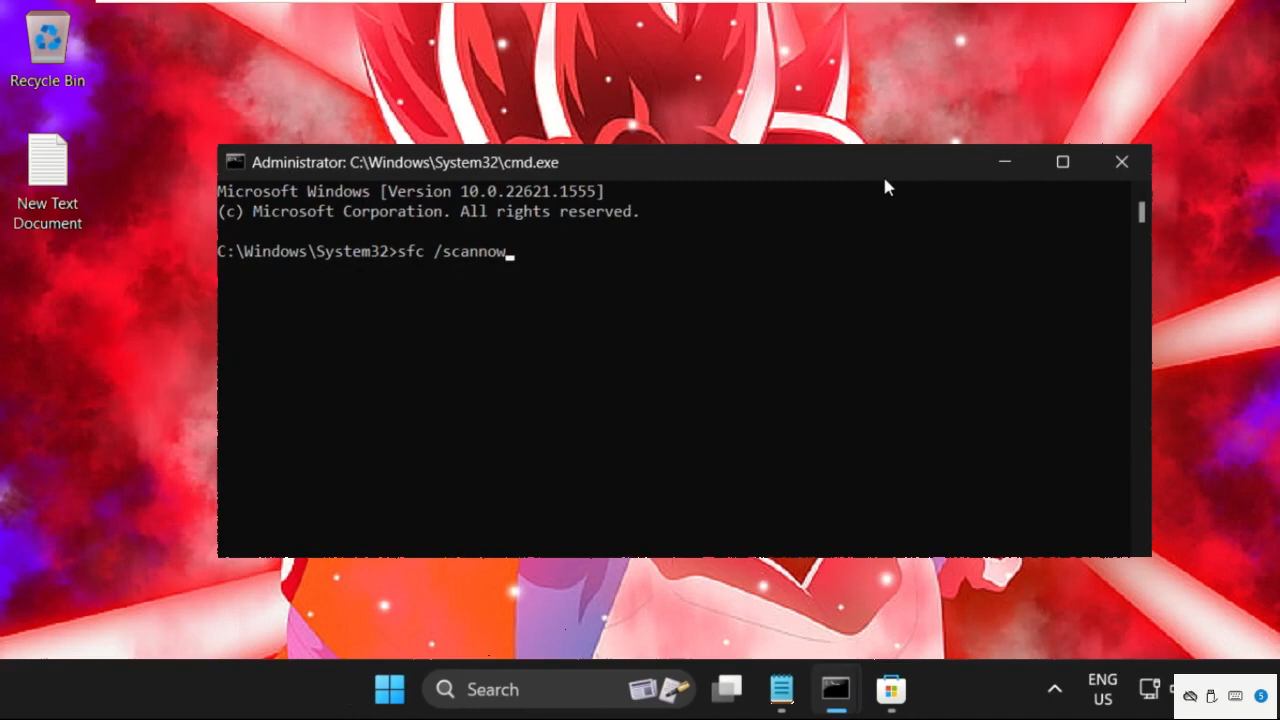 Recycle Bin
New Text
Document
Administrator: C:\Windows\System32\cmd.exe
Microsoft Windows [Version 10.0.22621.1555]
(c) Microsoft Corporation. All rights reserved.
C:\Windows\System32>sfc /scannow
Search
ENG
US
5